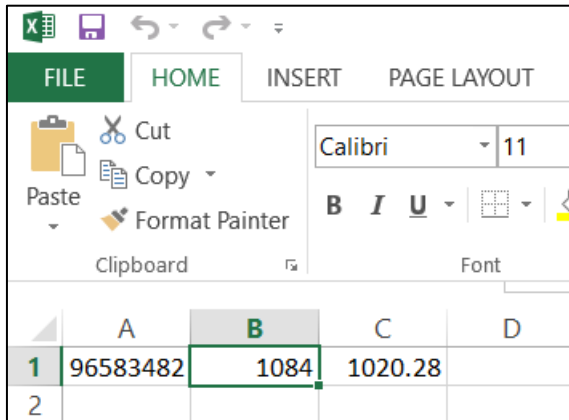 FILE HOME INSERT PAGE LAYOUT
Cut
Calibri 11
Copy
Paste
B I U
Format Painter
Clipboard Font
A B C D
1 96583482 1084 1020.28
2